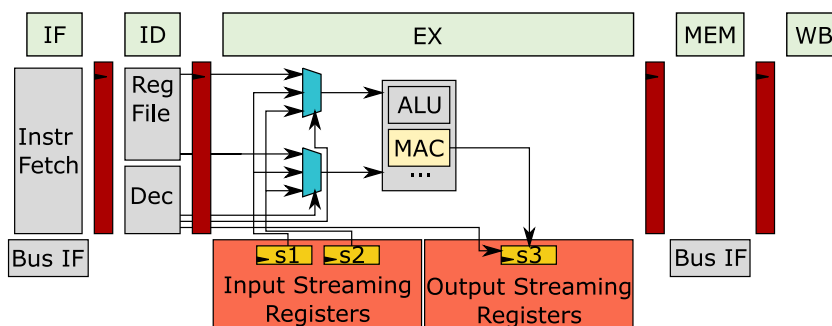 IF
ID
EX
MEM
WB
Instr
Fetch
Reg
File
Dec
ALU
MAC
...
Bus IF
s1
s2
s3
Bus IF
Input Streaming
Registers
Output Streaming
Registers